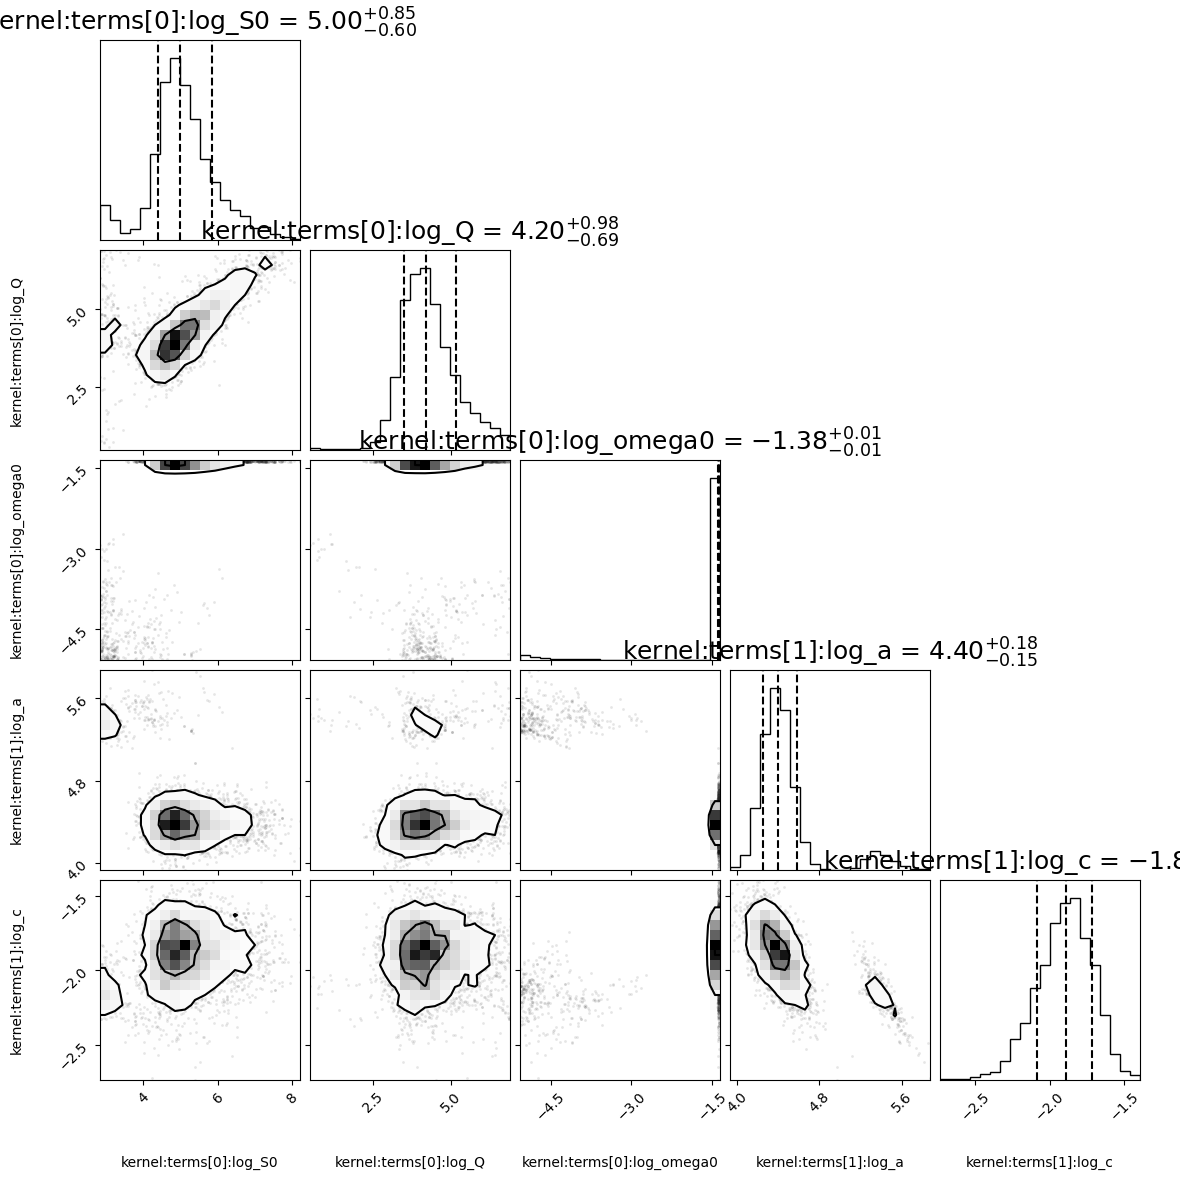 ernel:terms[0]:log_S0 = 5.00+0.85 −0.60
kernel:terms[0]:log_Q = 4.20+0.98 −0.69
kernel:terms[0]:log_Q
5.0
2.5
kernel:terms[0]:log_omega0 = −1.38+0.01 −0.01
kernel:terms[0]:log_omega0
−1.5
−3.0
−4.5
kernel:terms[1]:log_a = 4.40+0.18 −0.15
kernel:terms[1]:log_a
5.6
4.8
4.0
kernel:terms[1]:log_c = −1.8
kernel:terms[1]:log_c
−1.5
−2.0
−2.5
4 6 8 2.5 5.0 −4.5 −3.0 −1.5 4.0 4.8 5.6 −2.5 −2.0 −1.5
kernel:terms[0]:log_S0 kernel:terms[0]:log_Q kernel:terms[0]:log_omega0 kernel:terms[1]:log_a kernel:terms[1]:log_c